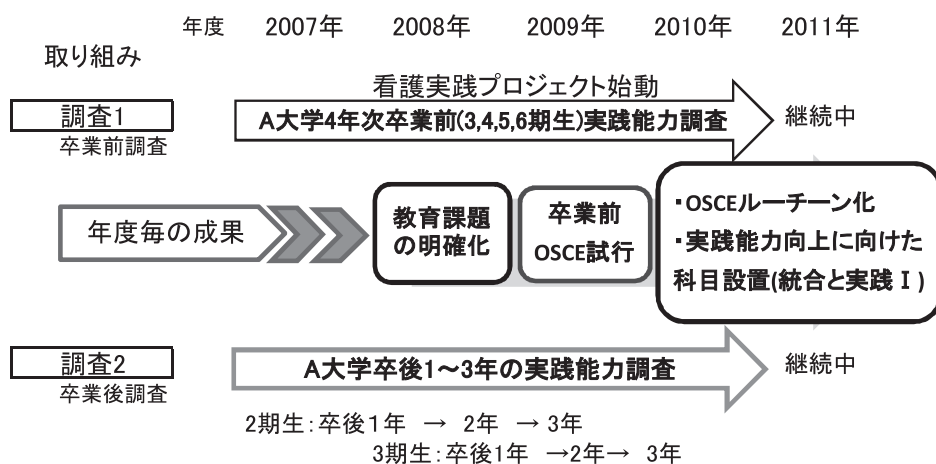 年度 2007年 2008年 2009年 2010年 2011年
取り組み
看護実践プロジェクト始動
調査1
A大学4年次卒業前(3,4,5,6期生)実践能力調査
継続中
卒業前調査
年度毎の成果
教育課題
の明確化
卒業前
OSCE試行
・OSCEルーチーン化
・実践能力向上に向けた
科目設置(統合と実践Ⅰ)
調査2
A大学卒後1～3年の実践能力調査
継続中
卒業後調査
2期生:卒後1年 → 2年 → 3年
3期生:卒後1年 →2年→ 3年